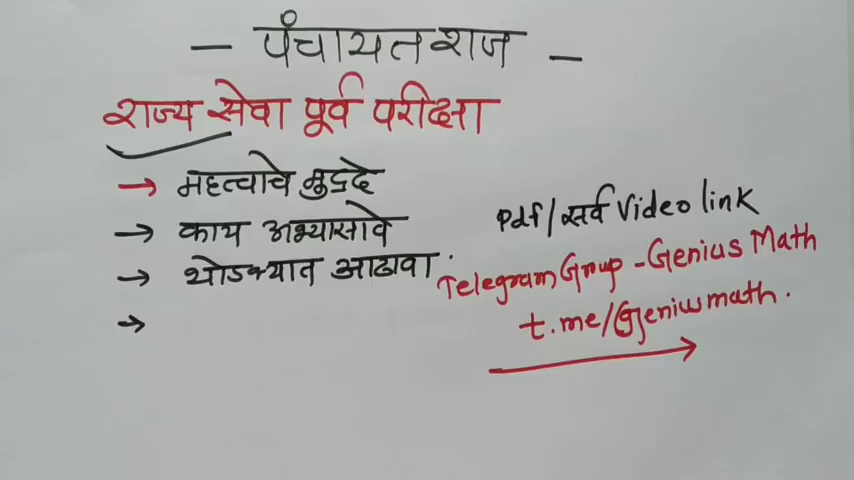 - पंचायतराज -
राज्य सेवा पूर्व परीक्षा
→ महत्वाचे मुद्दे
→ काय अभ्यासावे
→ थोडक्यात आढावा.
→
Pdf/सर्व Video link
Telegram Group - Genius Math
t.me/Geniusmath.